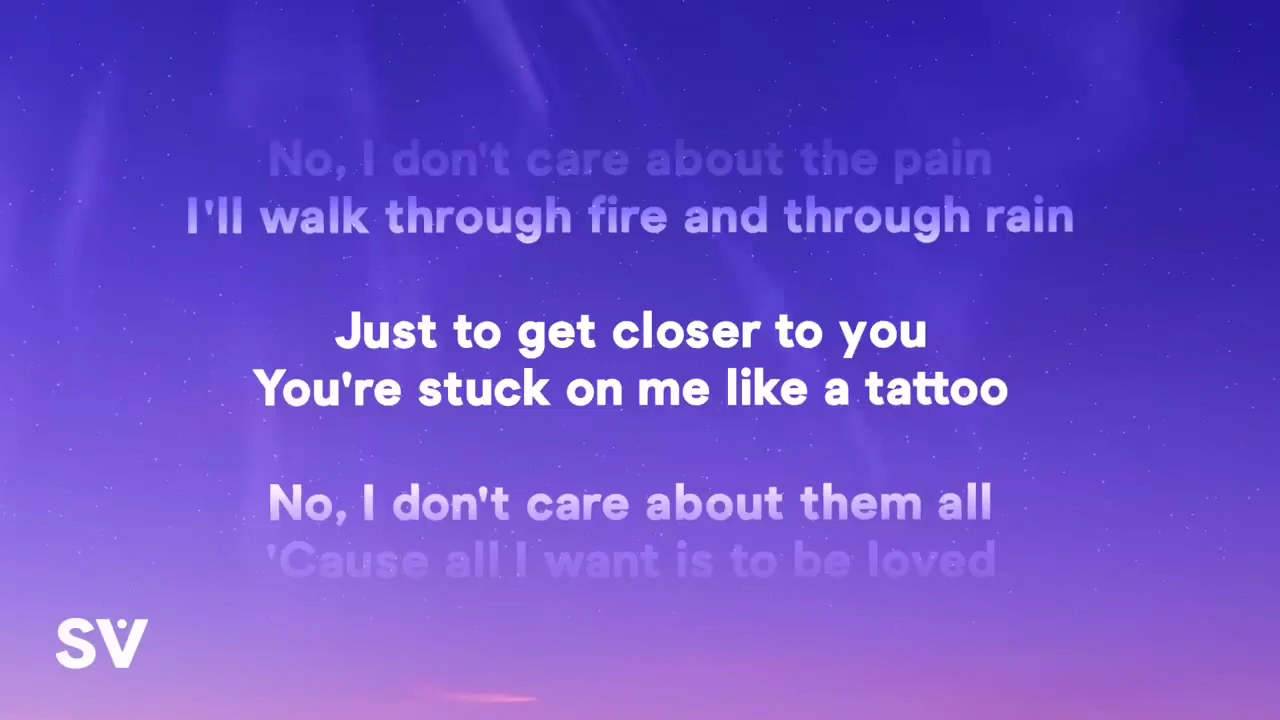 No, I don't care about the pain
I'll walk through fire and through rain
Just to get closer to you
You're stuck on me like a tattoo
No, I don't care about them all
'Cause all I want is to be loved
SV